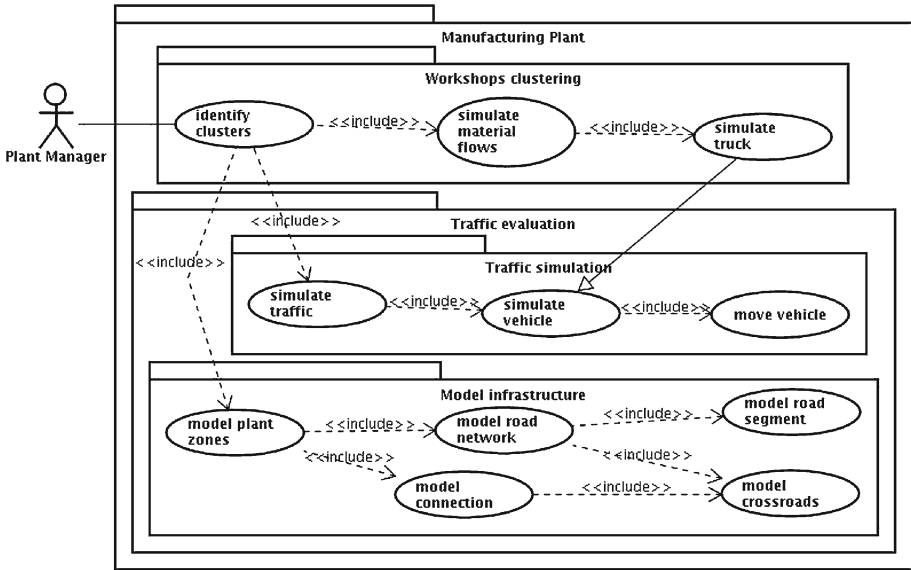 Manufacturing Plant
Workshops clustering
Plant Manager
identify
clusters
<<include>>
simulate
material
flows
<<include>>
simulate
truck
Traffic evaluation
<<include>>
<<include>>
Traffic simulation
simulate
traffic
<<include>>
simulate
vehicle
<<include>>
move vehicle
Model infrastructure
model plant
zones
<<include>>
model road
network
<<include>>
model road
segment
<<include>>
<<include>>
model
connection
<<include>>
model
crossroads